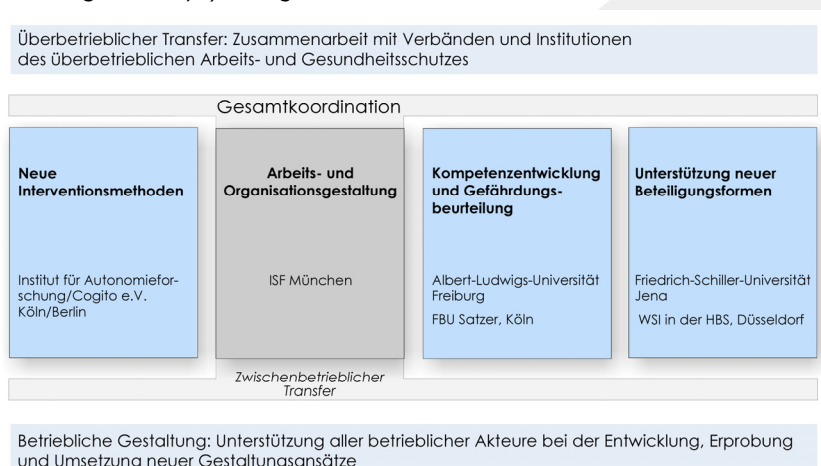 Überbetrieblicher Transfer: Zusammenarbeit mit Verbänden und Institutionen
des überbetrieblichen Arbeits- und Gesundheitsschutzes
Gesamtkoordination
Neue
Interventionsmethoden
Institut für Autonomiefor-
schung/Cogito e.V.
Köln/Berlin
Arbeits- und
Organisationsgestaltung
ISF München
Kompetenzentwicklung
und Gefährdungs-
beurteilung
Albert-Ludwigs-Universität
Freiburg
FBU Satzer, Köln
Unterstützung neuer
Beteiligungsformen
Friedrich-Schiller-Universität
Jena
WSI in der HBS, Düsseldorf
Zwischenbetrieblicher
Transfer
Betriebliche Gestaltung: Unterstützung aller betrieblicher Akteure bei der Entwicklung, Erprobung
und Umsetzung neuer Gestaltungsansätze